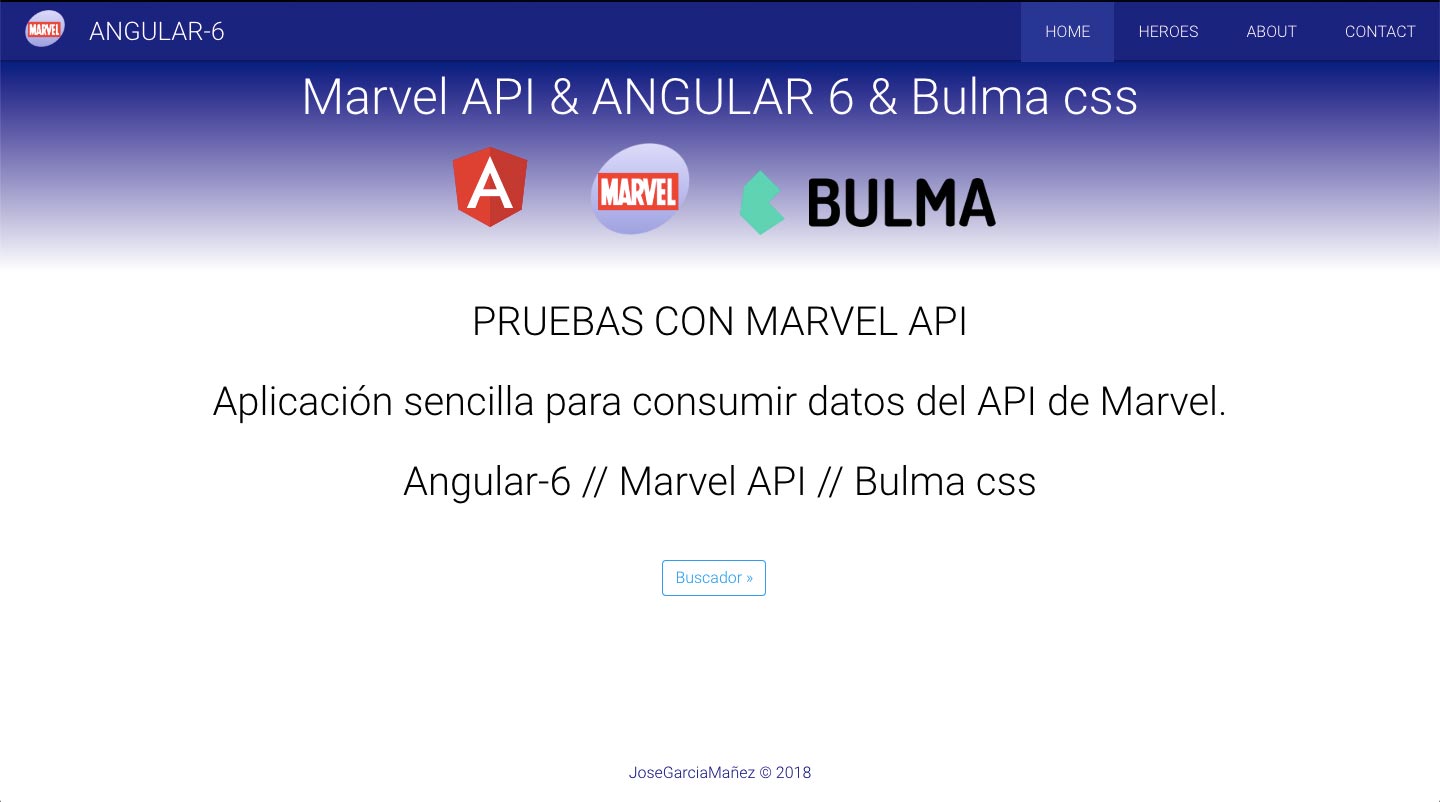 MARVEL ANGULAR-6 HOME HEROES ABOUT CONTACT
Marvel API & ANGULAR 6 & Bulma css
A MARVEL BULMA
PRUEBAS CON MARVEL API
Aplicación sencilla para consumir datos del API de Marvel.
Angular-6 // Marvel API // Bulma css
Buscador »
JoseGarciaMañez © 2018